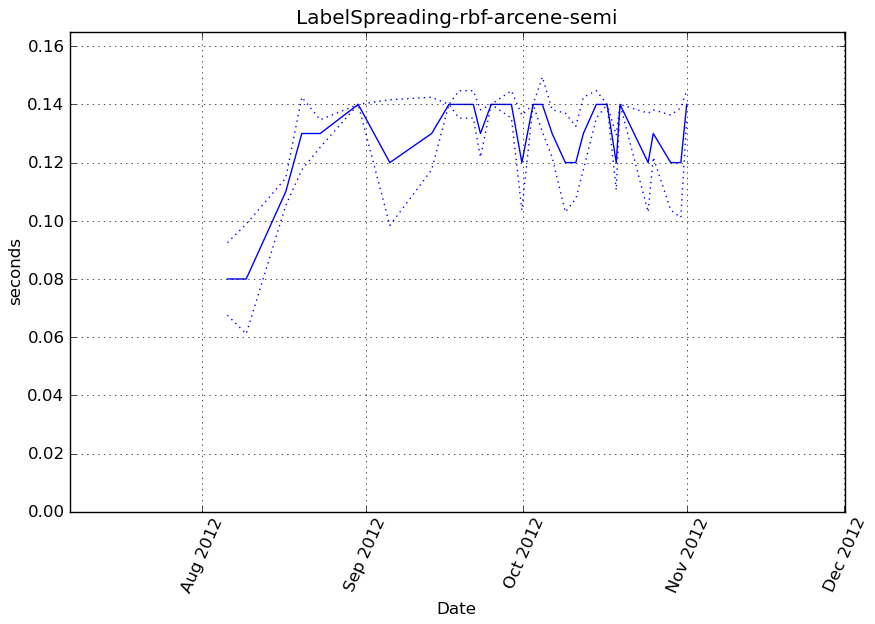 LabelSpreading-rbf-arcene-semi
0.16
0.14
0.12
0.10
0.08
0.06
0.04
0.02
0.00
seconds
Aug 2012
Sep 2012
Oct 2012
Nov 2012
Dec 2012
Date